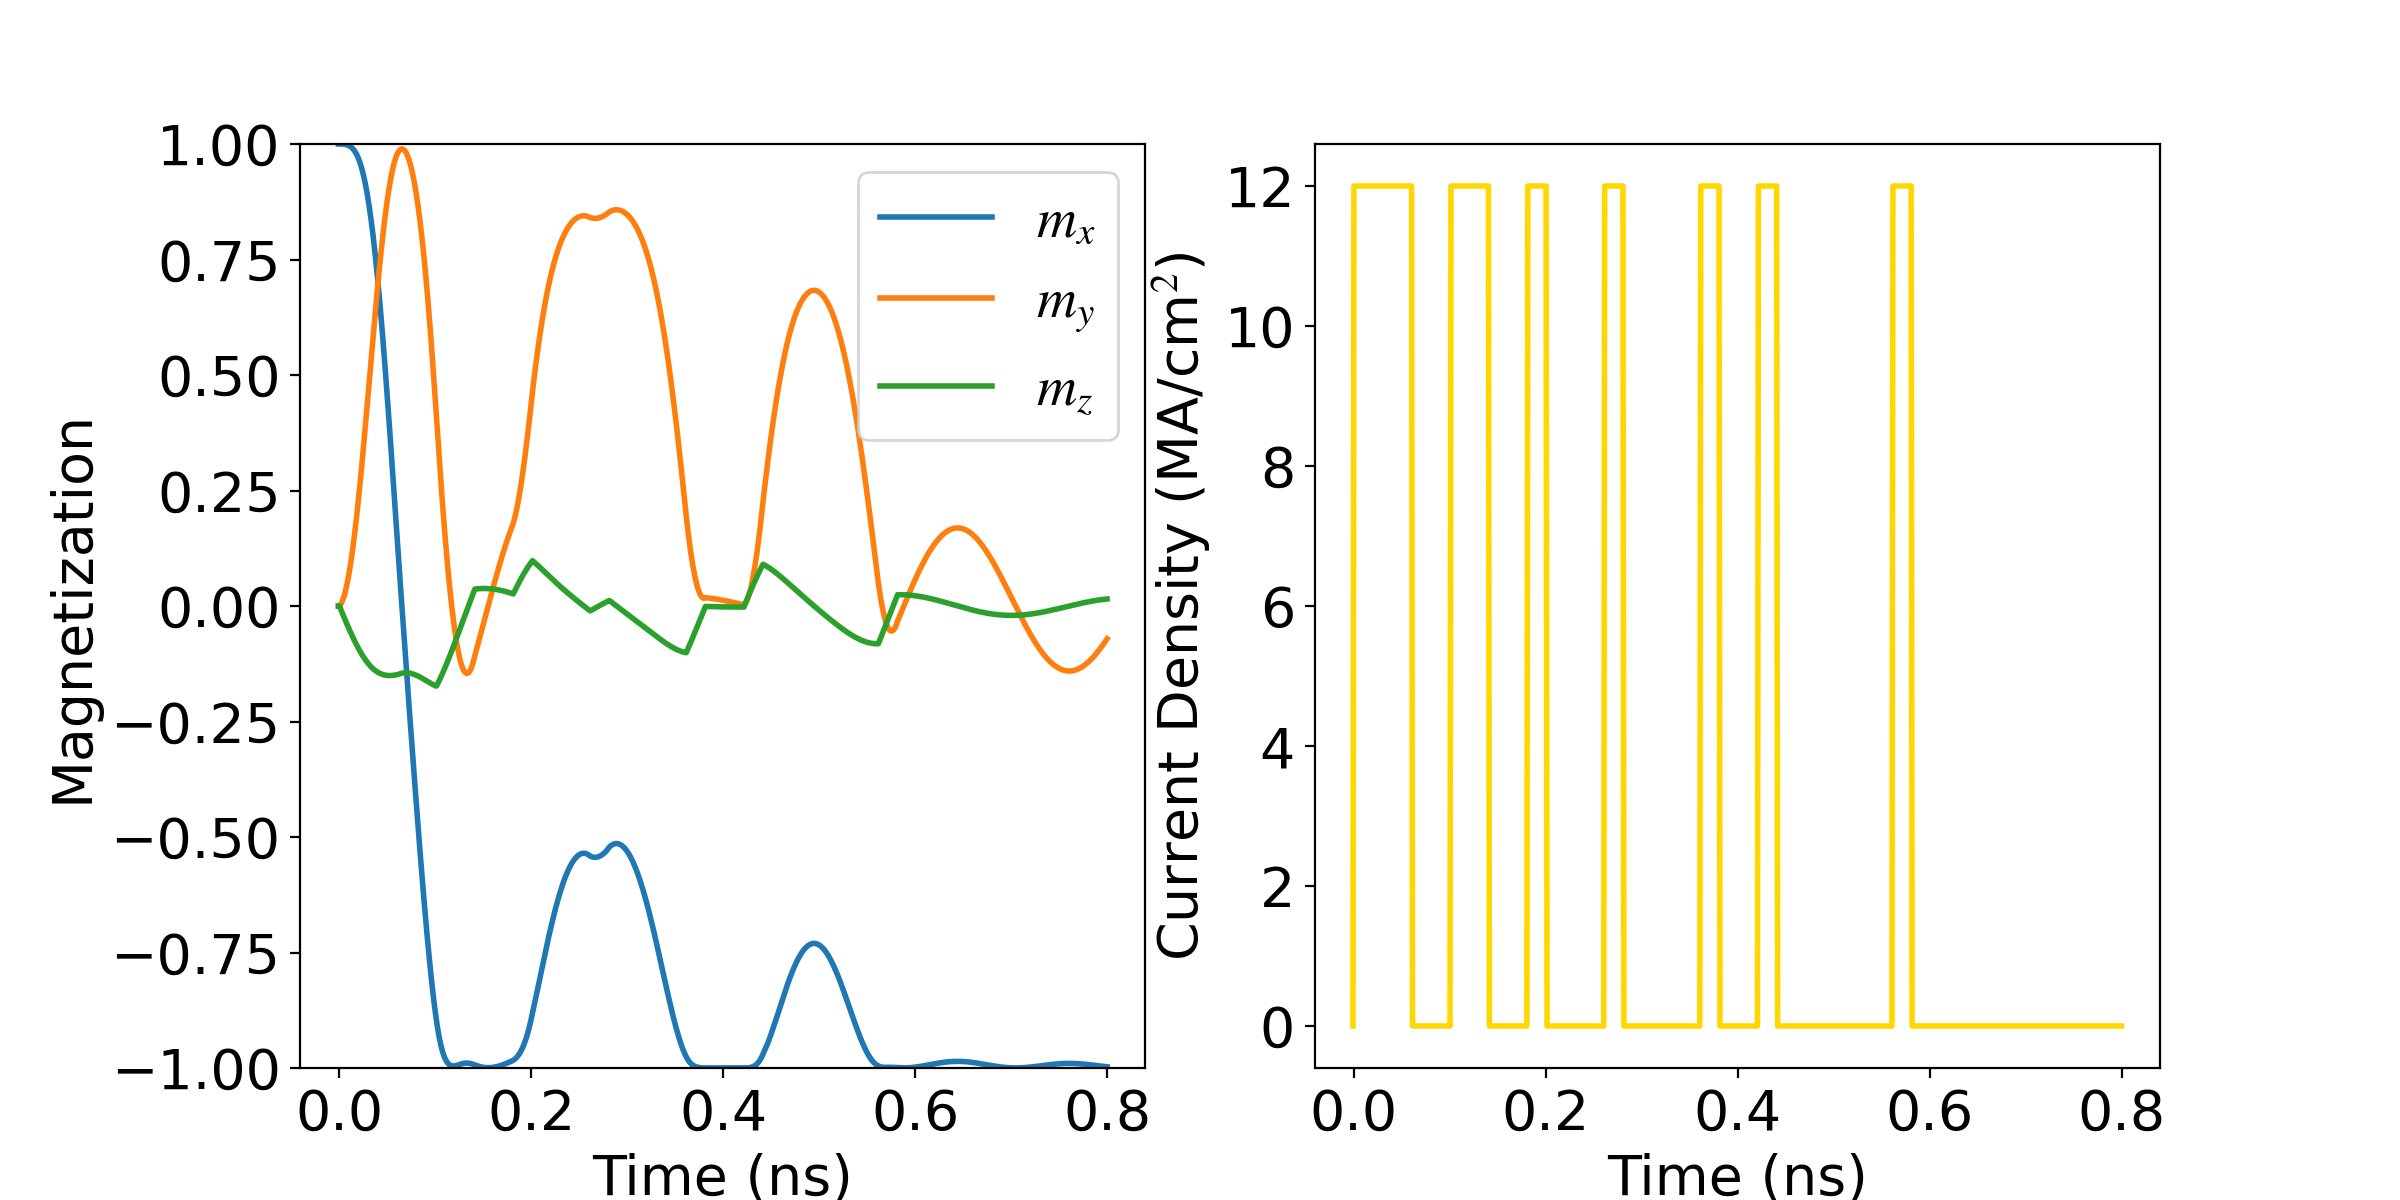 1.00
0.75
0.50
0.25
0.00
−0.25
−0.50
−0.75
−1.00
Magnetization
0.0 0.2 0.4 0.6 0.8
Time (ns)
m_x
m_y
m_z
12
10
8
6
4
2
0
Current Density (MA/cm²)
0.0 0.2 0.4 0.6 0.8
Time (ns)